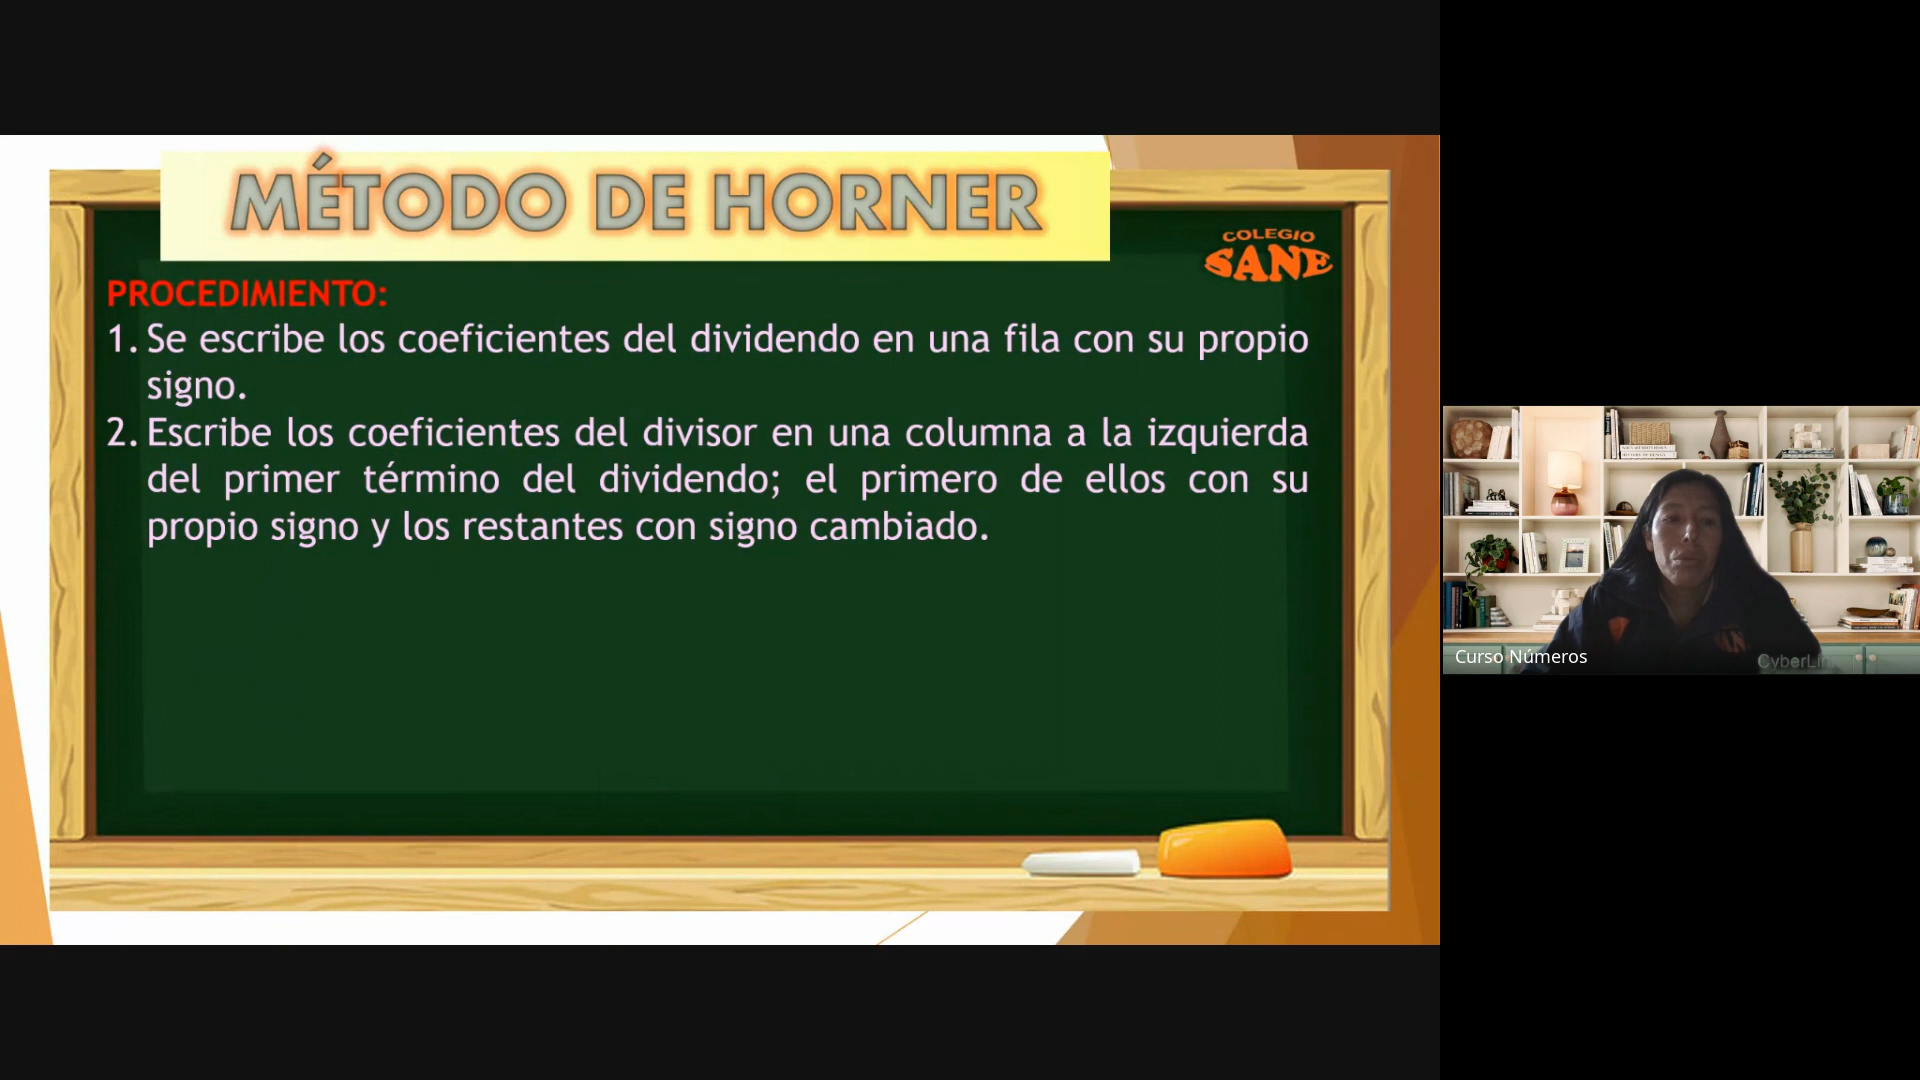 MÉTODO DE HORNER
COLEGIO
SANE
PROCEDIMIENTO:
1. Se escribe los coeficientes del dividendo en una fila con su propio
signo.
2. Escribe los coeficientes del divisor en una columna a la izquierda
del primer término del dividendo; el primero de ellos con su
propio signo y los restantes con signo cambiado.
Curso Números